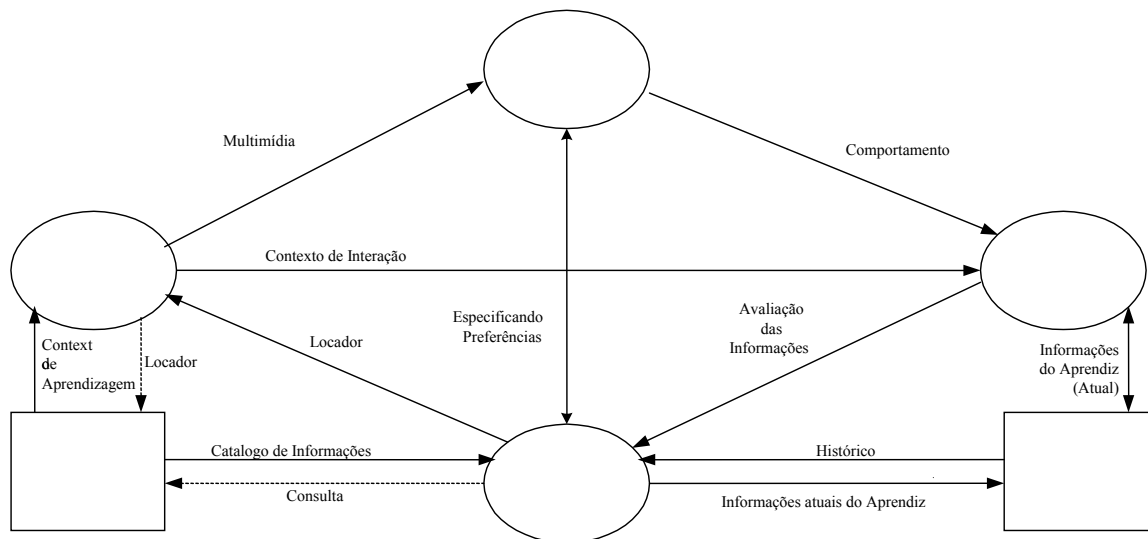 Multimídia
Comportamento
Contexto de Interação
Especificando
Preferências
Avaliação
das
Informações
Locador
Context
de
Aprendizagem
Locador
Informações
do Aprendiz
(Atual)
Catalogo de Informações
Histórico
Consulta
Informações atuais do Aprendiz